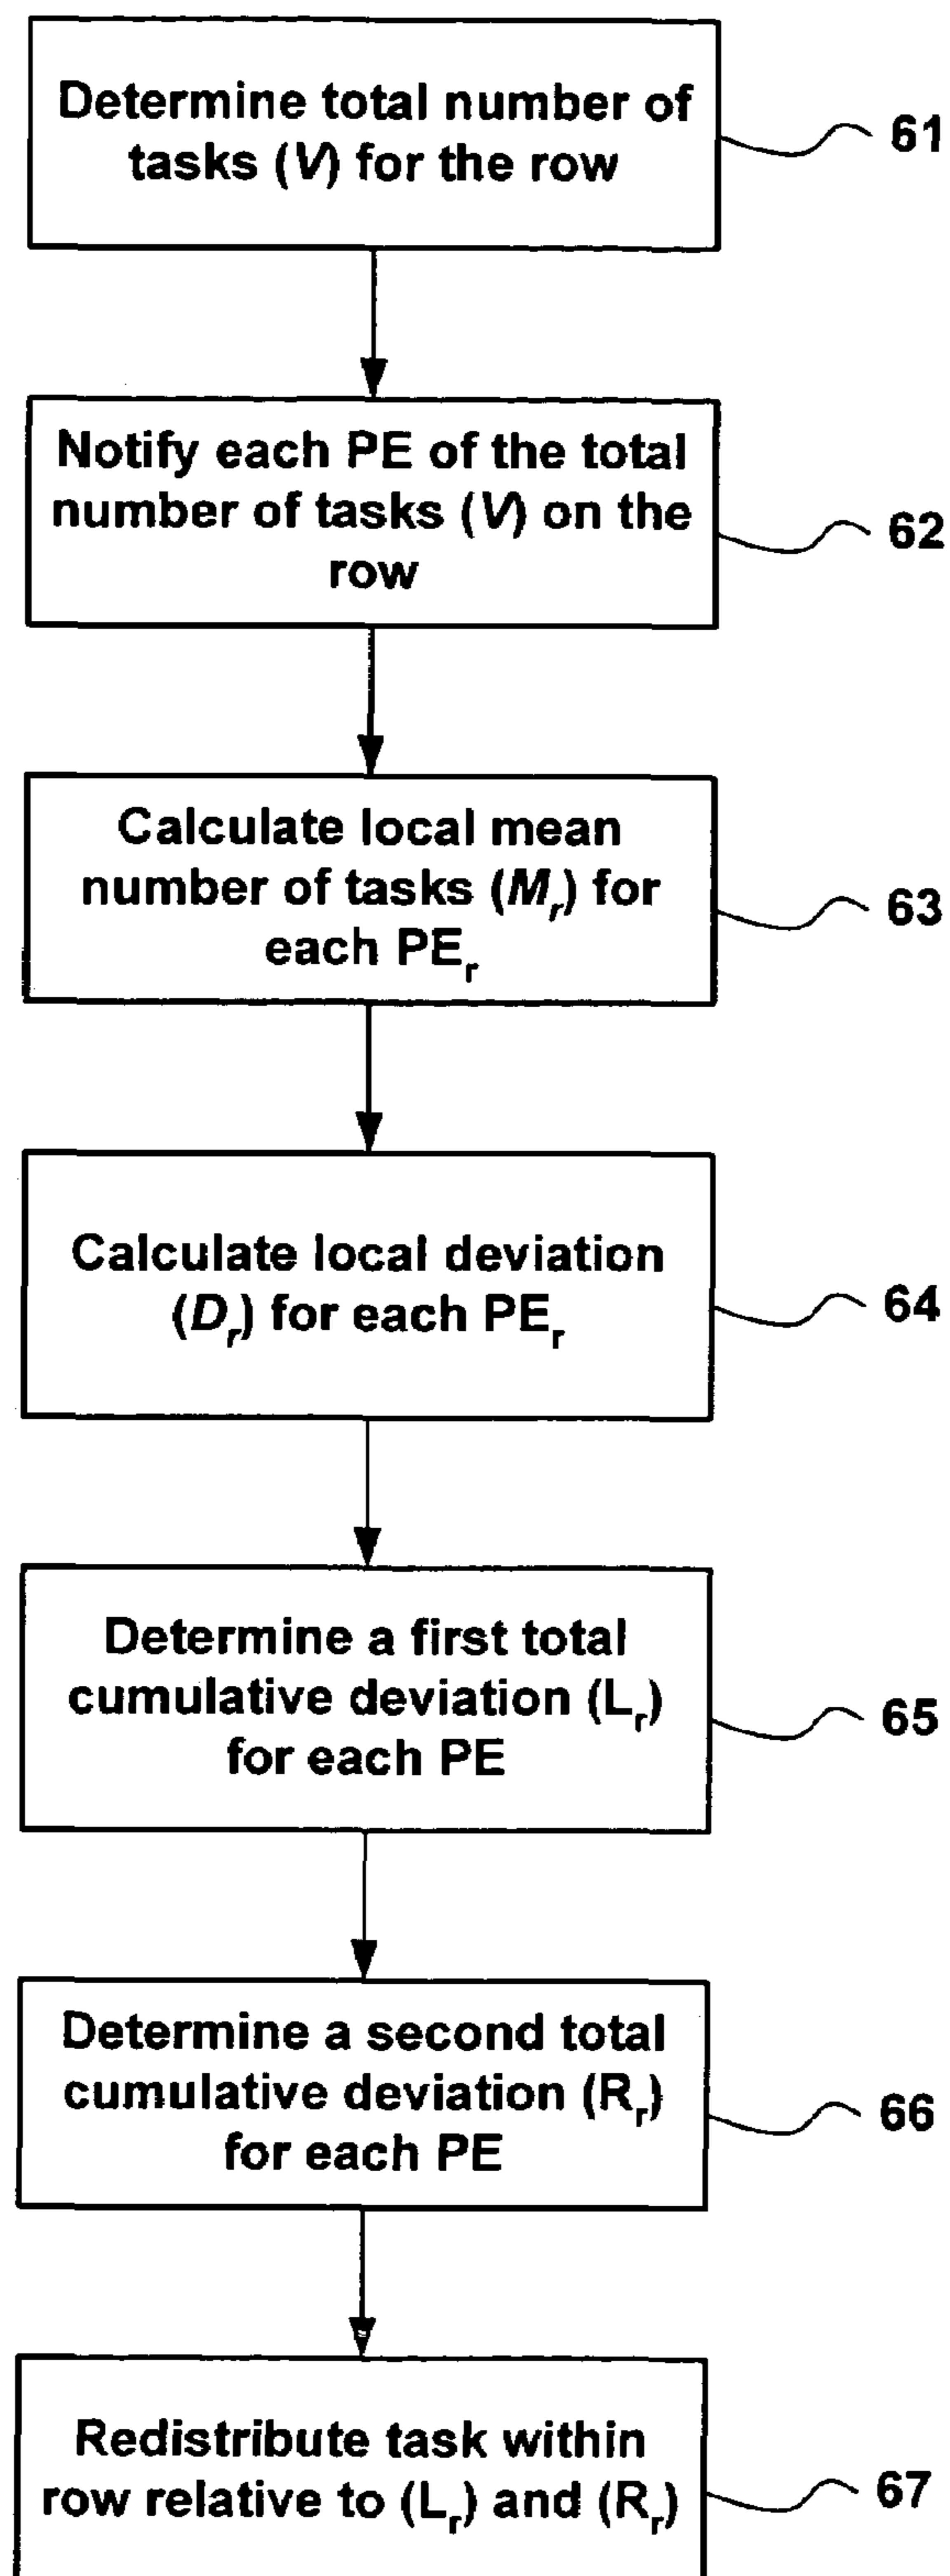 Determine total number of
tasks (V) for the row
61
Notify each PE of the total
number of tasks (V) on the
row
62
Calculate local mean
number of tasks (Mr) for
each PEr
63
Calculate local deviation
(Dr) for each PEr
64
Determine a first total
cumulative deviation (Lr)
for each PE
65
Determine a second total
cumulative deviation (Rr)
for each PE
66
Redistribute task within
row relative to (Lr) and (Rr)
67